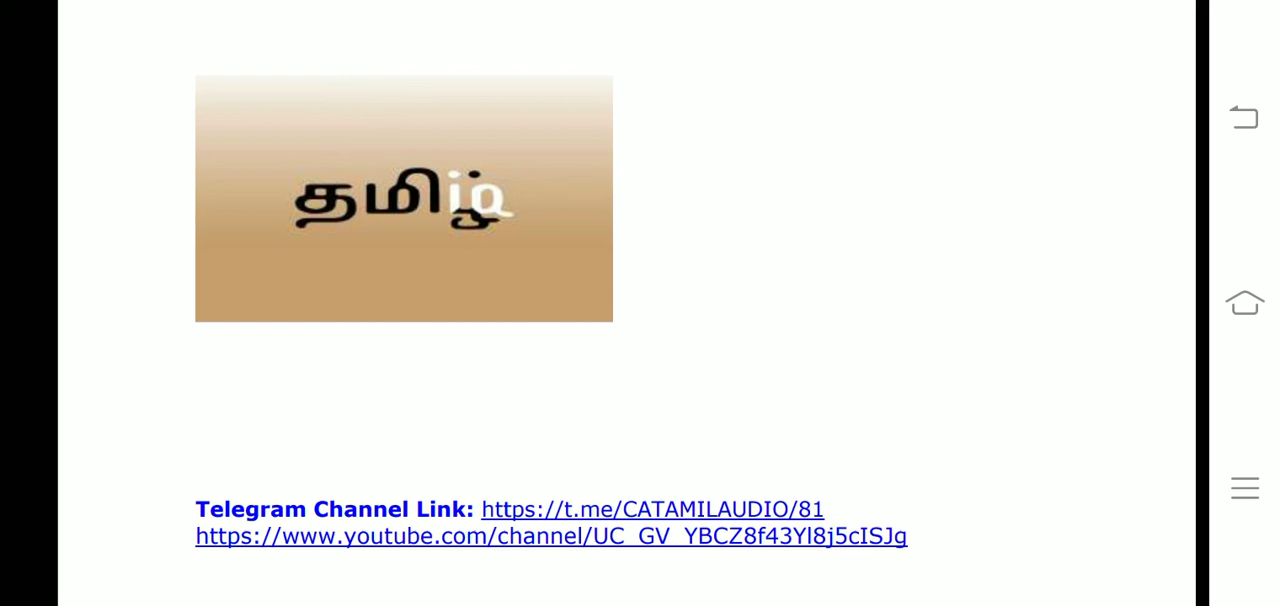 தமிழ்
Telegram Channel Link: https://t.me/CATAMILAUDIO/81
https://www.youtube.com/channel/UC_GV_YBCZ8f43Yl8j5cISJg